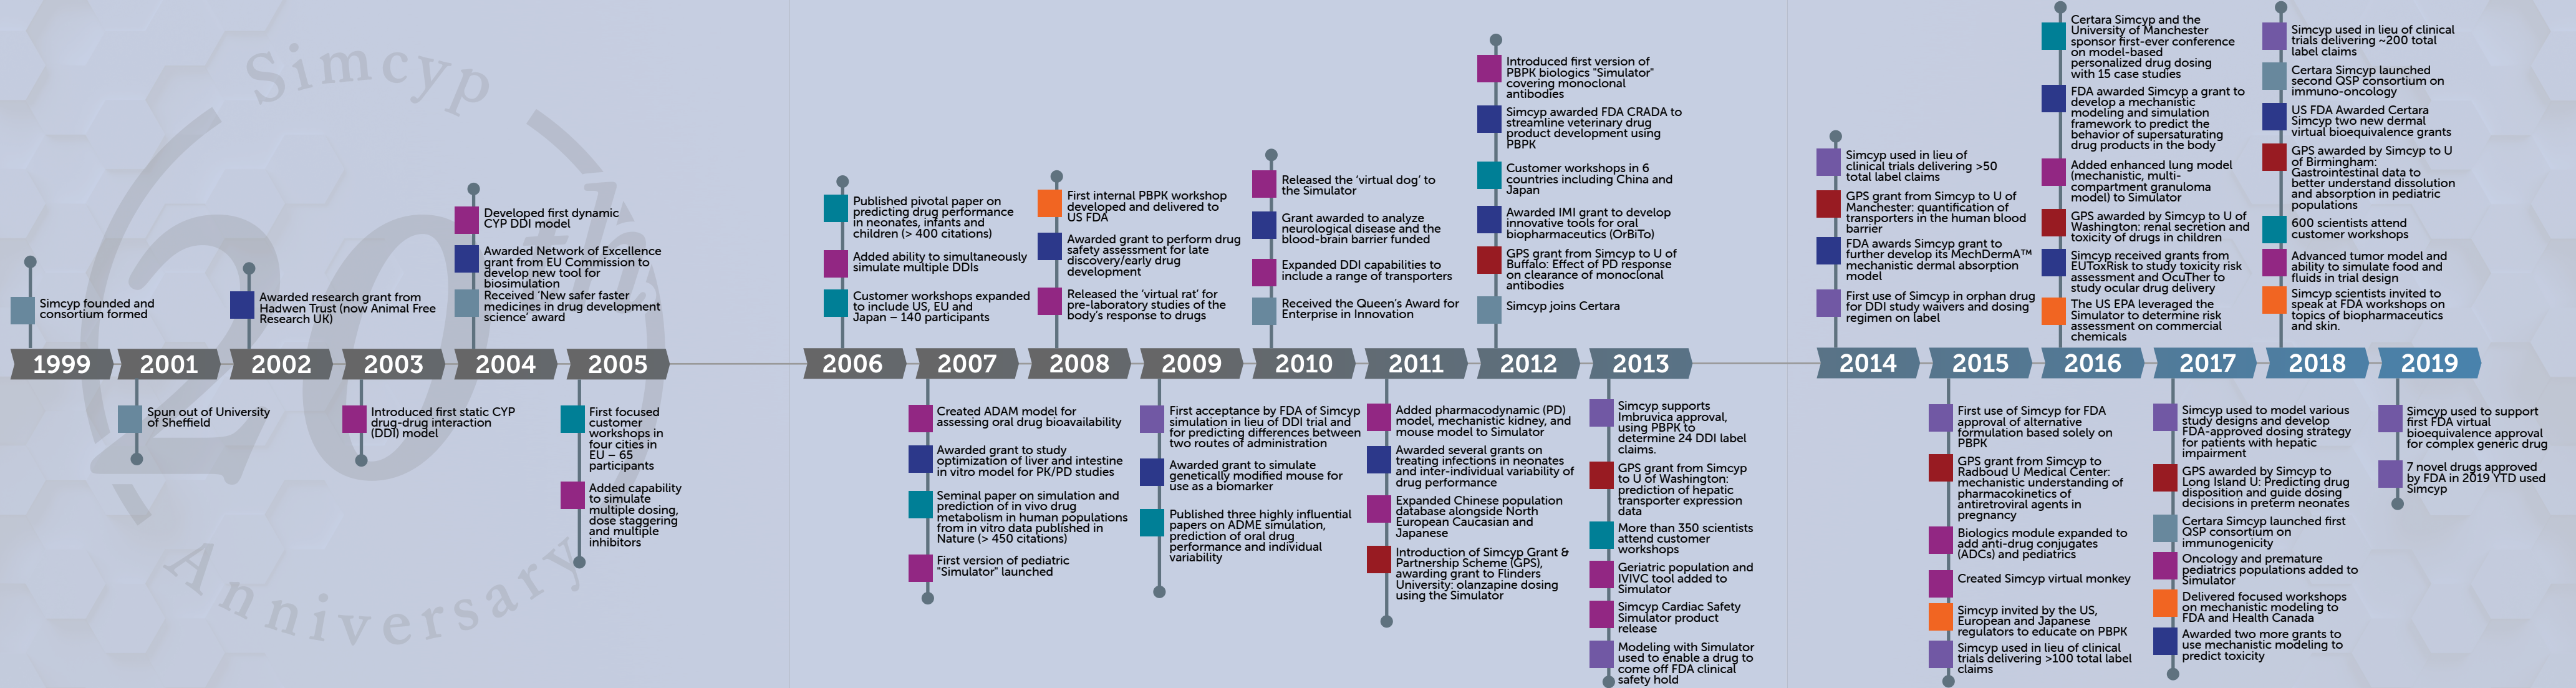 Simcyp
20th
Anniversary
1999
Simcyp founded and
consortium formed
2001
Spun out of University
of Sheffield
2002
Awarded research grant from
Hadwen Trust (now Animal Free
Research UK)
2003
Introduced first static CYP
drug-drug interaction
(DDI) model
2004
Developed first dynamic
CYP DDI model
Awarded Network of Excellence
grant from EU Commission to
develop new tool for
biosimulation
Received ‘New safer faster
medicines in drug development
science’ award
2005
First focused
customer
workshops in
four cities in
EU – 65
participants
Added capability
to simulate
multiple dosing,
dose staggering
and multiple
inhibitors
2006
Published pivotal paper on
predicting drug performance
in neonates, infants and
children (> 400 citations)
Added ability to simultaneously
simulate multiple DDIs
Customer workshops expanded
to include US, EU and
Japan – 140 participants
2007
Created ADAM model for
assessing oral drug bioavailability
Awarded grant to study
optimization of liver and intestine
in vitro model for PK/PD studies
Seminal paper on simulation and
prediction of in vivo drug
metabolism in human populations
from in vitro data published in
Nature (> 450 citations)
First version of pediatric
"Simulator" launched
2008
First internal PBPK workshop
developed and delivered to
US FDA
Awarded grant to perform drug
safety assessment for late
discovery/early drug
development
Released the ‘virtual rat’ for
pre-laboratory studies of the
body’s response to drugs
2009
First acceptance by FDA of Simcyp
simulation in lieu of DDI trial and
for predicting differences between
two routes of administration
Awarded grant to simulate
genetically modified mouse for
use as a biomarker
Published three highly influential
papers on ADME simulation,
prediction of oral drug
performance and individual
variability
2010
Released the ‘virtual dog’ to
the Simulator
Grant awarded to analyze
neurological disease and the
blood-brain barrier funded
Expanded DDI capabilities to
include a range of transporters
Received the Queen’s Award for
Enterprise in Innovation
2011
Added pharmacodynamic (PD)
model, mechanistic kidney, and
mouse model to Simulator
Awarded several grants on
treating infections in neonates
and inter-individual variability of
drug performance
Expanded Chinese population
database alongside North
European Caucasian and
Japanese
Introduction of Simcyp Grant &
Partnership Scheme (GPS),
awarding grant to Flinders
University: olanzapine dosing
using the Simulator
2012
Introduced first version of
PBPK biologics "Simulator"
covering monoclonal
antibodies
Simcyp awarded FDA CRADA to
streamline veterinary drug
product development using
PBPK
Customer workshops in 6
countries including China and
Japan
Awarded IMI grant to develop
innovative tools for oral
biopharmaceutics (OrBiTo)
GPS grant from Simcyp to U of
Buffalo: Effect of PD response
on clearance of monoclonal
antibodies
Simcyp joins Certara
2013
Simcyp supports
Imbruvica approval,
using PBPK to
determine 24 DDI label
claims.
GPS grant from Simcyp
to U of Washington:
prediction of hepatic
transporter expression
data
More than 350 scientists
attend customer
workshops
Geriatric population and
IVIVC tool added to
Simulator
Simcyp Cardiac Safety
Simulator product
release
Modeling with Simulator
used to enable a drug to
come off FDA clinical
safety hold
2014
Simcyp used in lieu of
clinical trials delivering >50
total label claims
GPS grant from Simcyp to U of
Manchester: quantification of
transporters in the human blood
barrier
FDA awards Simcyp grant to
further develop its MechDermA™
mechanistic dermal absorption
model
First use of Simcyp in orphan drug
for DDI study waivers and dosing
regimen on label
2015
First use of Simcyp for FDA
approval of alternative
formulation based solely on
PBPK
GPS grant from Simcyp to
Radboud U Medical Center:
mechanistic understanding of
pharmacokinetics of
antiretroviral agents in
pregnancy
Biologics module expanded to
add anti-drug conjugates
(ADCs) and pediatrics
Created Simcyp virtual monkey
Simcyp invited by the US,
European and Japanese
regulators to educate on PBPK
Simcyp used in lieu of clinical
trials delivering >100 total label
claims
2016
Certara Simcyp and the
University of Manchester
sponsor first-ever conference
on model-based
personalized drug dosing
with 15 case studies
FDA awarded Simcyp a grant to
develop a mechanistic
modeling and simulation
framework to predict the
behavior of supersaturating
drug products in the body
Added enhanced lung model
(mechanistic, multi-
compartment granuloma
model) to Simulator
GPS awarded by Simcyp to U of
Washington: renal secretion and
toxicity of drugs in children
Simcyp received grants from
EUToxRisk to study toxicity risk
assessment and OcuTher to
study ocular drug delivery
The US EPA leveraged the
Simulator to determine risk
assessment on commercial
chemicals
2017
Simcyp used to model various
study designs and develop
FDA-approved dosing strategy
for patients with hepatic
impairment
GPS awarded by Simcyp to
Long Island U: Predicting drug
disposition and guide dosing
decisions in preterm neonates
Certara Simcyp launched first
QSP consortium on
immunogenicity
Oncology and premature
pediatrics populations added to
Simulator
Delivered focused workshops
on mechanistic modeling to
FDA and Health Canada
Awarded two more grants to
use mechanistic modeling to
predict toxicity
2018
Simcyp used in lieu of clinical
trials delivering ~200 total
label claims
Certara Simcyp launched
second QSP consortium on
immuno-oncology
US FDA Awarded Certara
Simcyp two new dermal
virtual bioequivalence grants
GPS awarded by Simcyp to U
of Birmingham:
Gastrointestinal data to
better understand dissolution
and absorption in pediatric
populations
600 scientists attend
customer workshops
Advanced tumor model and
ability to simulate food and
fluids in trial design
Simcyp scientists invited to
speak at FDA workshops on
topics of biopharmaceutics
and skin.
2019
Simcyp used to support
first FDA virtual
bioequivalence approval
for complex generic drug
7 novel drugs approved
by FDA in 2019 YTD used
Simcyp